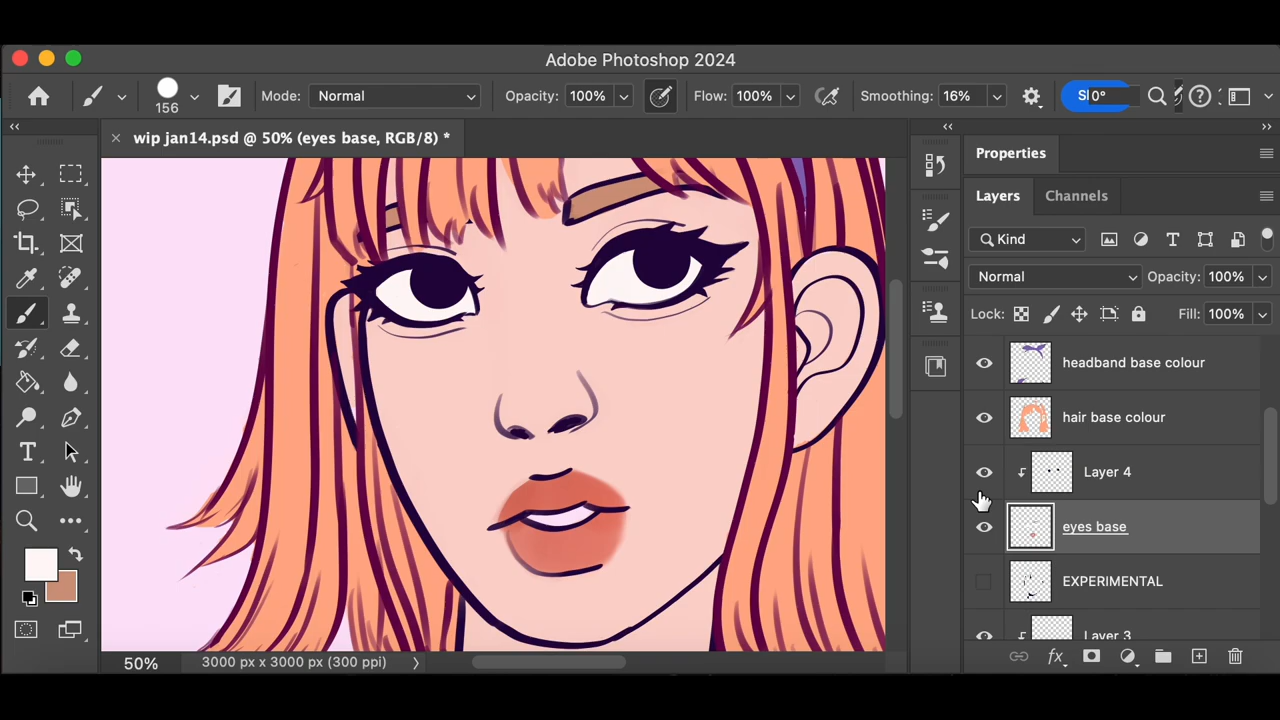 Adobe Photoshop 2024
156
Mode: Normal
Opacity: 100%
Flow: 100%
Smoothing: 16%
0°
wip jan14.psd @ 50% (eyes base, RGB/8) *
Properties
Layers
Channels
Kind
Normal
Opacity: 100%
Lock:
Fill: 100%
headband base colour
hair base colour
Layer 4
eyes base
EXPERIMENTAL
Layer 3
50%
3000 px x 3000 px (300 ppi)